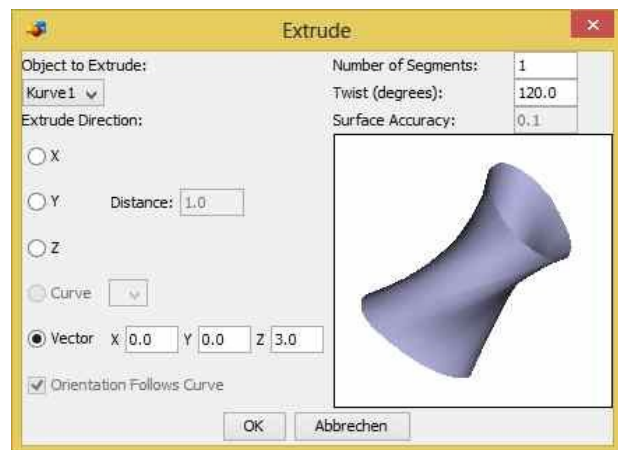 Extrude
Object to Extrude:
Kurve1
Extrude Direction:
X
Y Distance: 1.0
Z
Curve
Vector X 0.0 Y 0.0 Z 3.0
Orientation Follows Curve
Number of Segments: 1
Twist (degrees): 120.0
Surface Accuracy: 0.1
OK Abbrechen